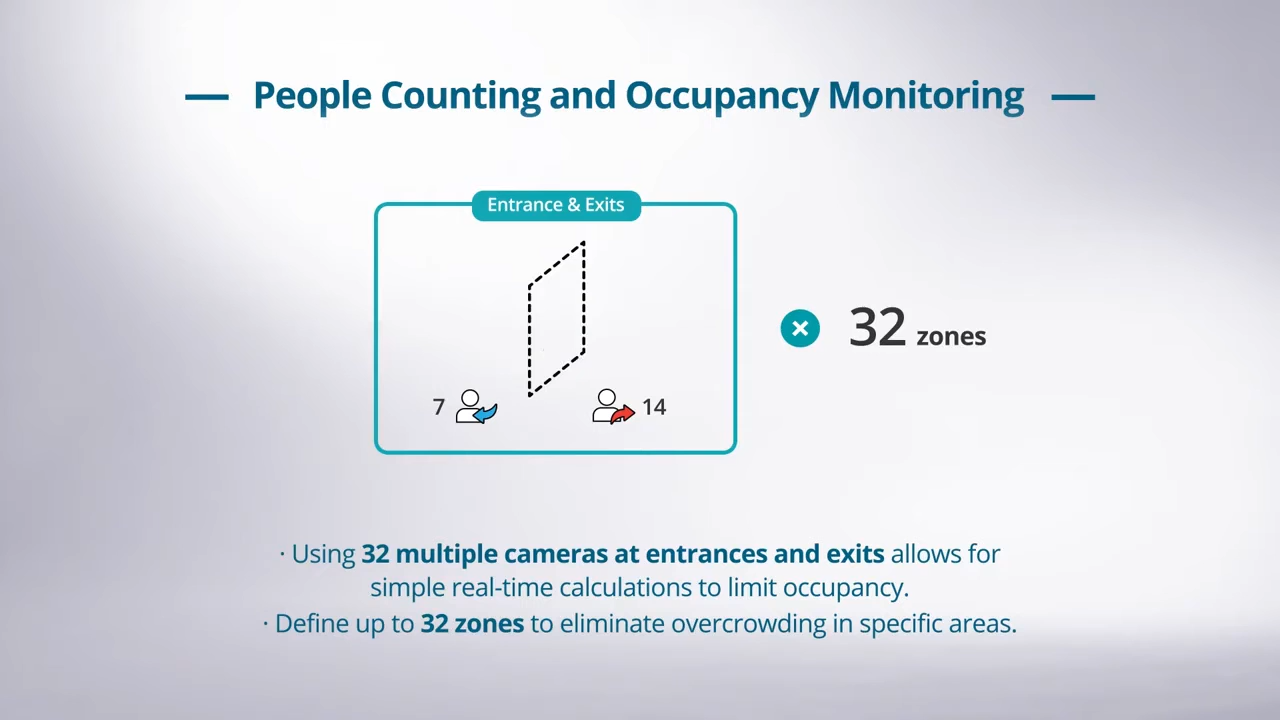 People Counting and Occupancy Monitoring
Entrance & Exits
7
14
32 zones
· Using 32 multiple cameras at entrances and exits allows for
simple real-time calculations to limit occupancy.
· Define up to 32 zones to eliminate overcrowding in specific areas.